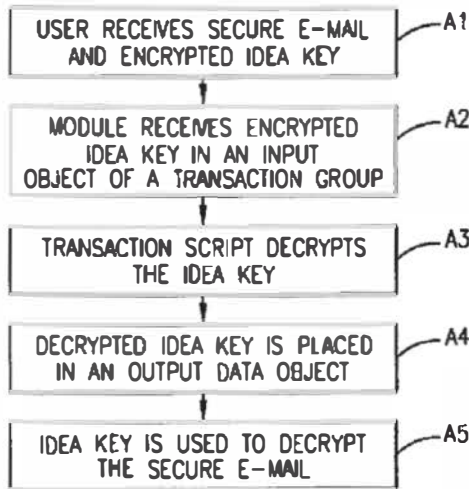 USER RECEIVES SECURE E-MAIL
AND ENCRYPTED IDEA KEY
A1
MODULE RECEIVES ENCRYPTED
IDEA KEY IN AN INPUT
OBJECT OF A TRANSACTION GROUP
A2
TRANSACTION SCRIPT DECRYPTS
THE IDEA KEY
A3
DECRYPTED IDEA KEY IS PLACED
IN AN OUTPUT DATA OBJECT
A4
IDEA KEY IS USED TO DECRYPT
THE SECURE E-MAIL
A5